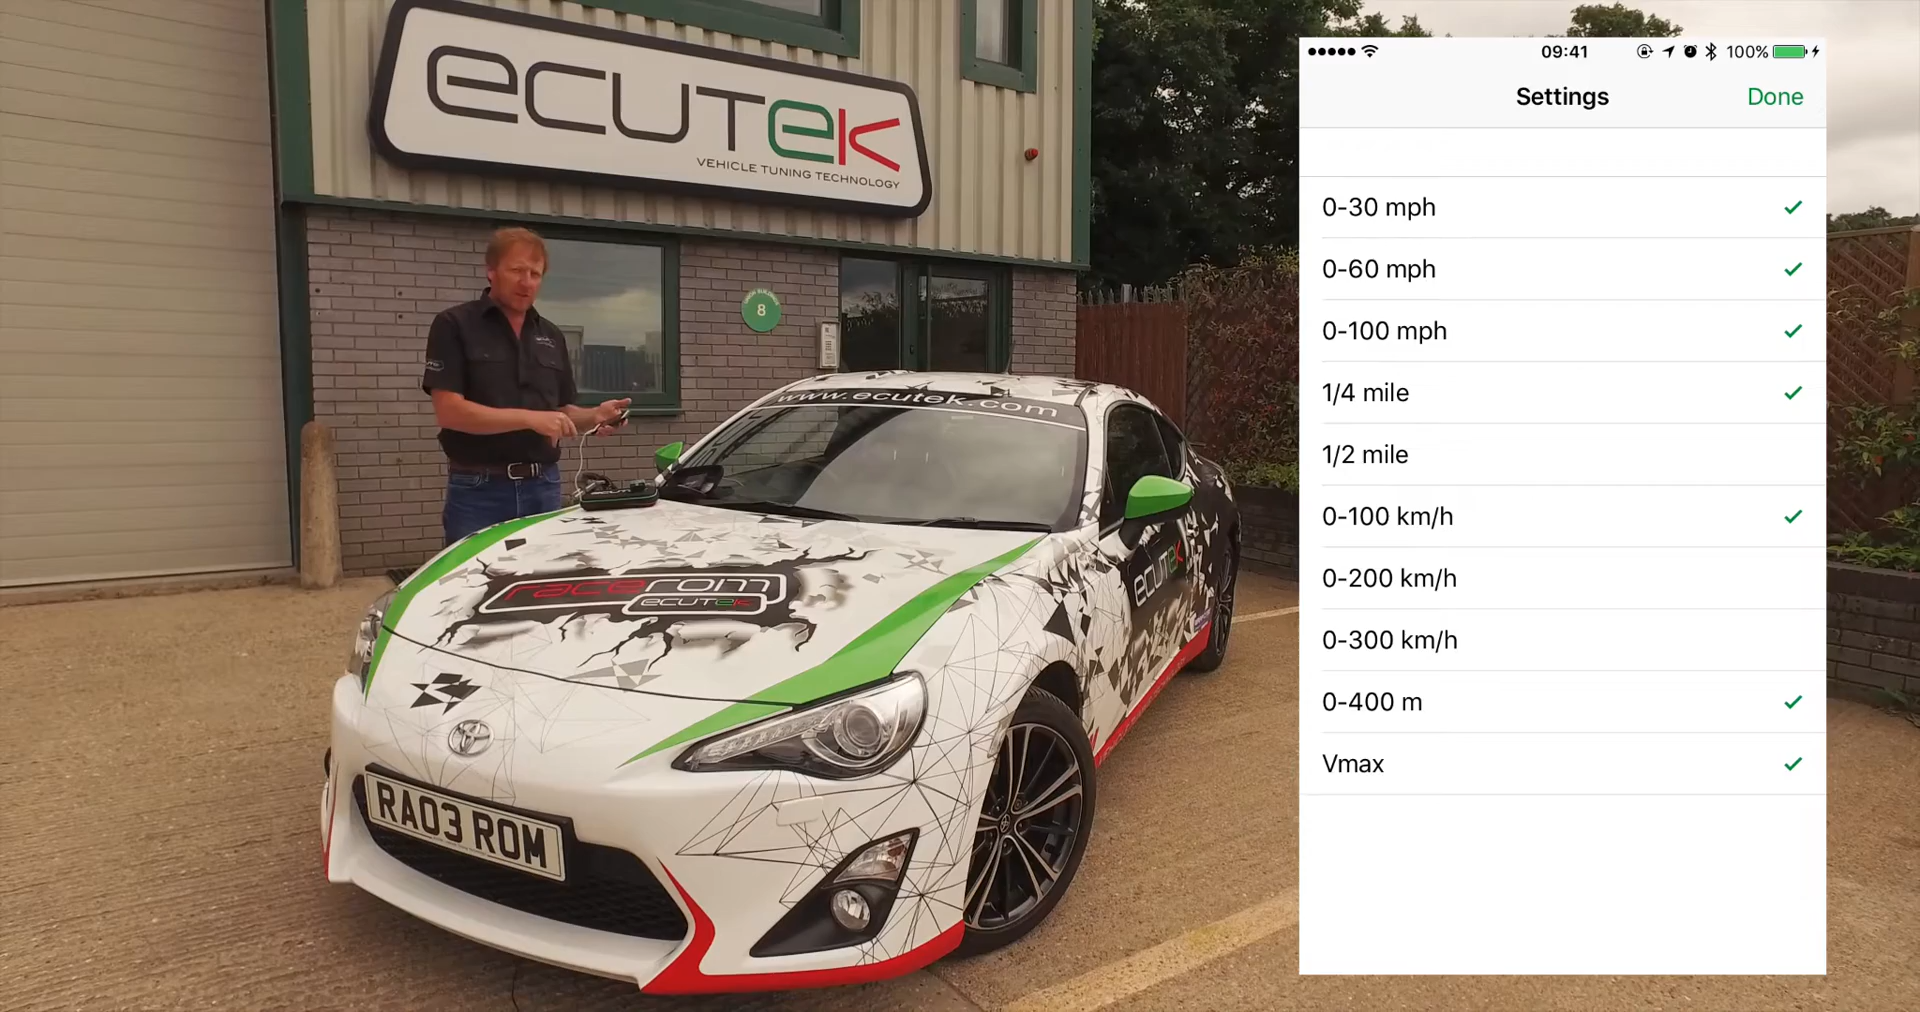 ecutek
VEHICLE TUNING TECHNOLOGY
8
www.ecutek.com
racerom
ecutek
ecutek
RA03 ROM
09:41
100%
Settings
Done
0-30 mph
0-60 mph
0-100 mph
1/4 mile
1/2 mile
0-100 km/h
0-200 km/h
0-300 km/h
0-400 m
Vmax